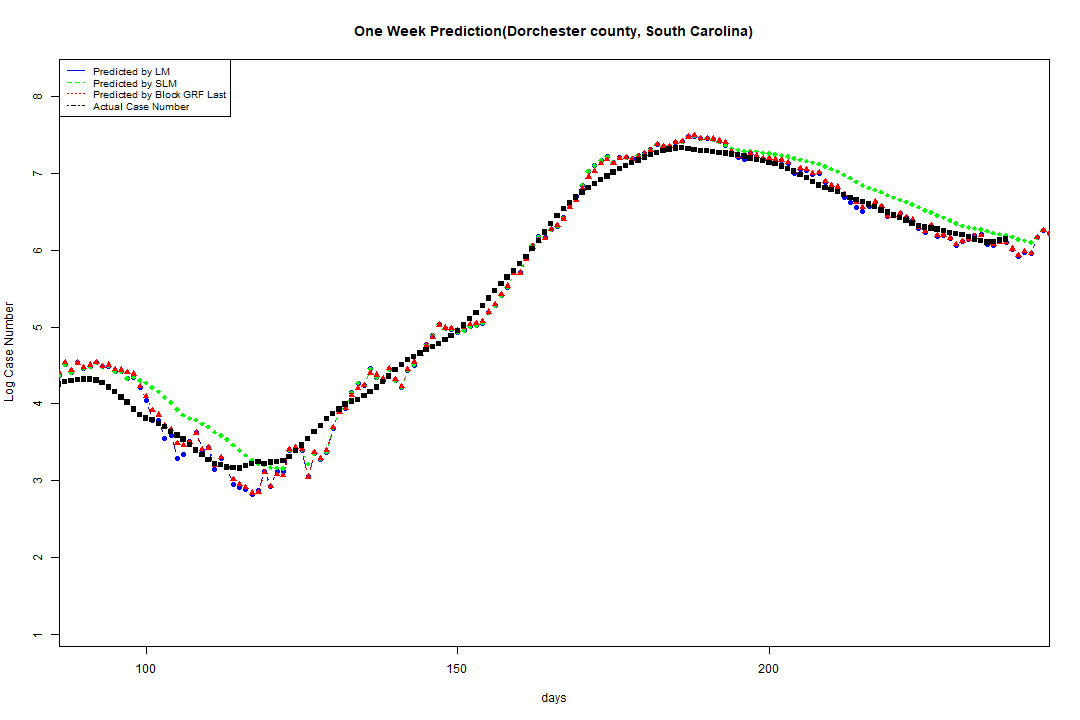 One Week Prediction(Dorchester county, South Carolina)
Predicted by LM
Predicted by SLM
Predicted by Block GRF Last
Actual Case Number
8
7
6
5
4
3
2
1
Log Case Number
100 150 200
days